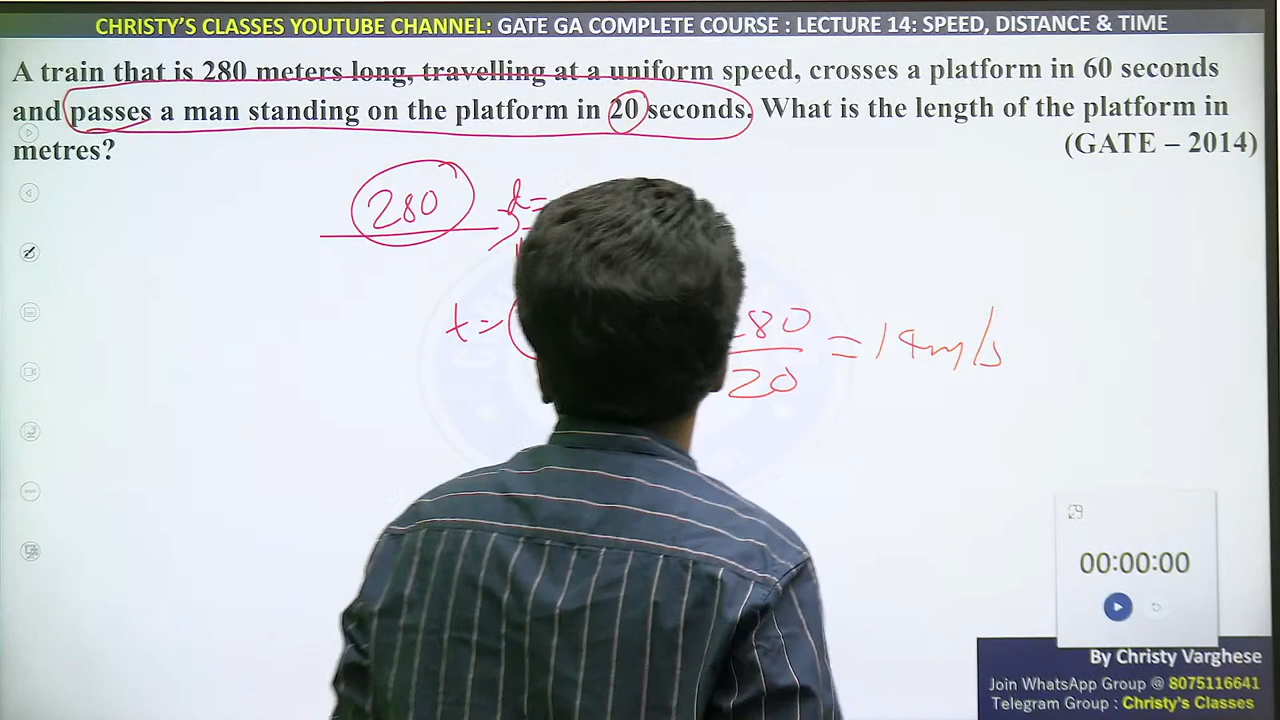 CHRISTY'S CLASSES YOUTUBE CHANNEL: GATE GA COMPLETE COURSE : LECTURE 14: SPEED, DISTANCE & TIME
A train that is 280 meters long, travelling at a uniform speed, crosses a platform in 60 seconds
and passes a man standing on the platform in 20 seconds. What is the length of the platform in
metres?
(GATE – 2014)
280
t =
280
20
= 14m/s
29
00:00:00
By Christy Varghese
Join WhatsApp Group @ 8075116641
Telegram Group : Christy's Classes